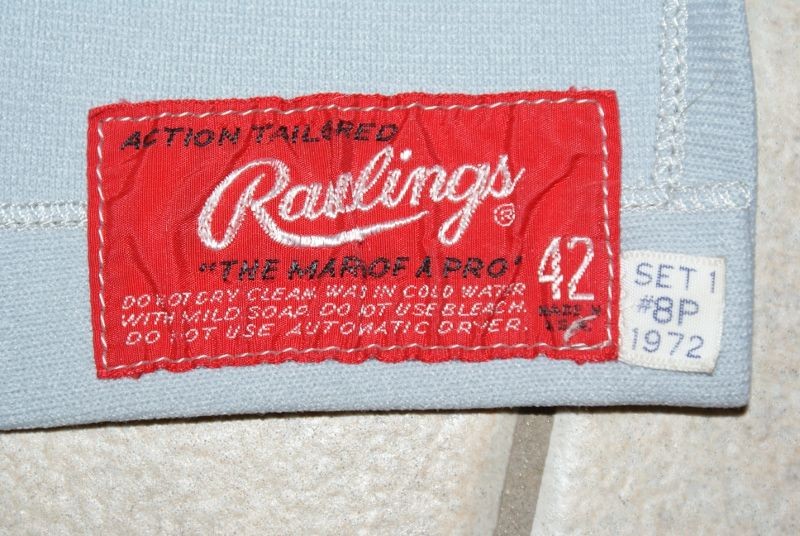 ACTION TAILORED
Rawlings ®
"THE MARK OF A PRO"
42
DO NOT DRY CLEAN. WAS IN COLD WATER
WITH MILD SOAP. DO NOT USE BLEACH.
DO NOT USE AUTOMATIC DRYER.
SET 1
#8P
1972